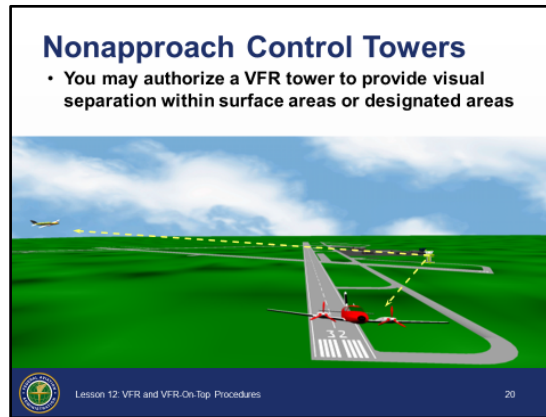 Nonapproach Control Towers
• You may authorize a VFR tower to provide visual
separation within surface areas or designated areas
32
Lesson 12: VFR and VFR-On-Top Procedures
20